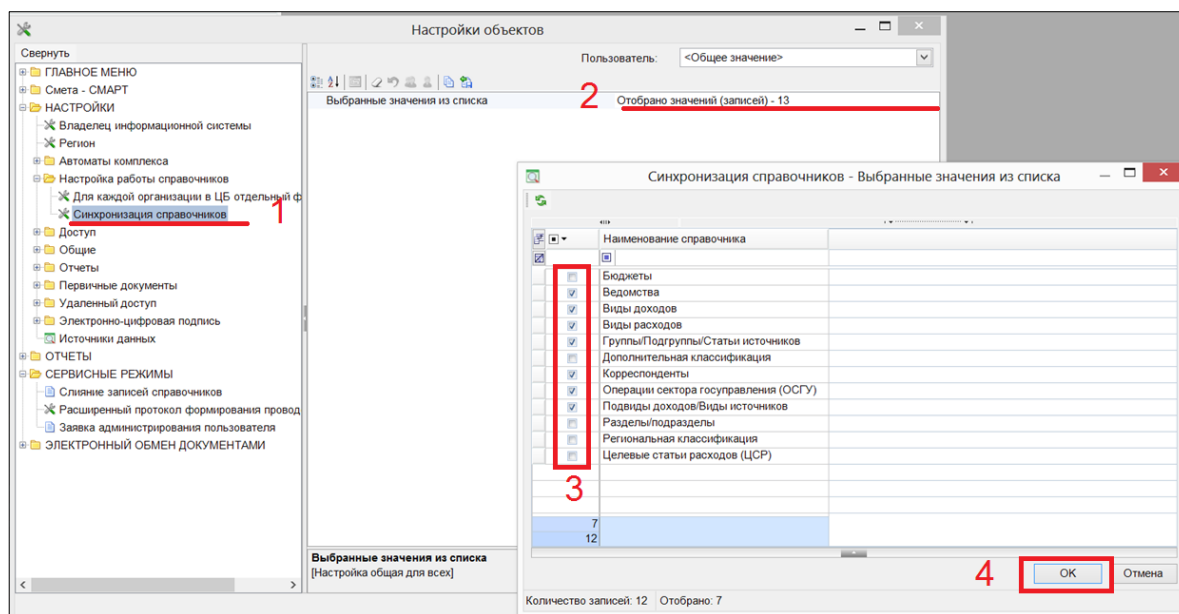 Настройки объектов
Свернуть
ГЛАВНОЕ МЕНЮ
Смета - СМАРТ
НАСТРОЙКИ
Владелец информационной системы
Регион
Автоматы комплекса
Настройка работы справочников
Для каждой организации в ЦБ отдельный ф
Синхронизация справочников
1
Доступ
Общие
Отчеты
Первичные документы
Удаленный доступ
Электронно-цифровая подпись
Источники данных
ОТЧЕТЫ
СЕРВИСНЫЕ РЕЖИМЫ
Слияние записей справочников
Расширенный протокол формирования провод
Заявка администрирования пользователя
ЭЛЕКТРОННЫЙ ОБМЕН ДОКУМЕНТАМИ
Пользователь: <Общее значение>
Выбранные значения из списка 2 Отобрано значений (записей) - 13
Выбранные значения из списка
[Настройка общая для всех]
Синхронизация справочников - Выбранные значения из списка
Наименование справочника
Бюджеты
Ведомства
Виды доходов
Виды расходов
Группы/Подгруппы/Статьи источников
Дополнительная классификация
Корреспонденты
Операции сектора госуправления (ОСГУ)
Подвиды доходов/Виды источников
Разделы/подразделы
Региональная классификация
Целевые статьи расходов (ЦСР)
3
7
12
4 OK Отмена
Количество записей: 12 Отобрано: 7